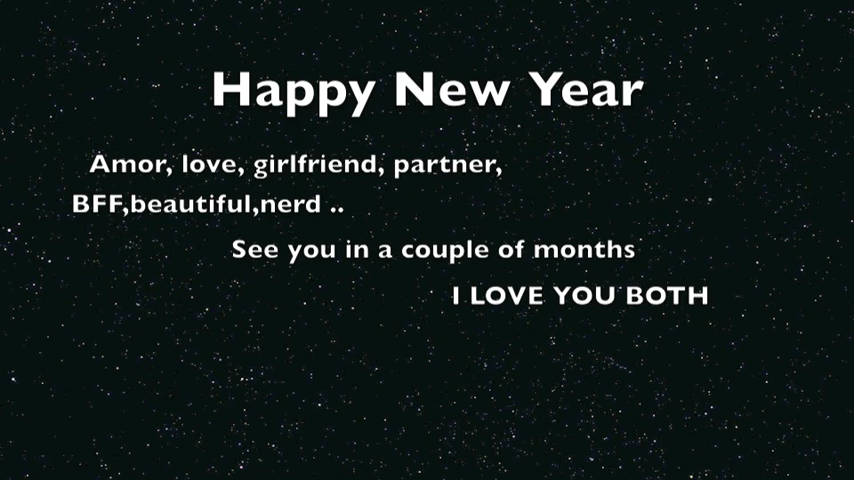 Happy New Year
Amor, love, girlfriend, partner,
BFF,beautiful,nerd ..
See you in a couple of months
I LOVE YOU BOTH